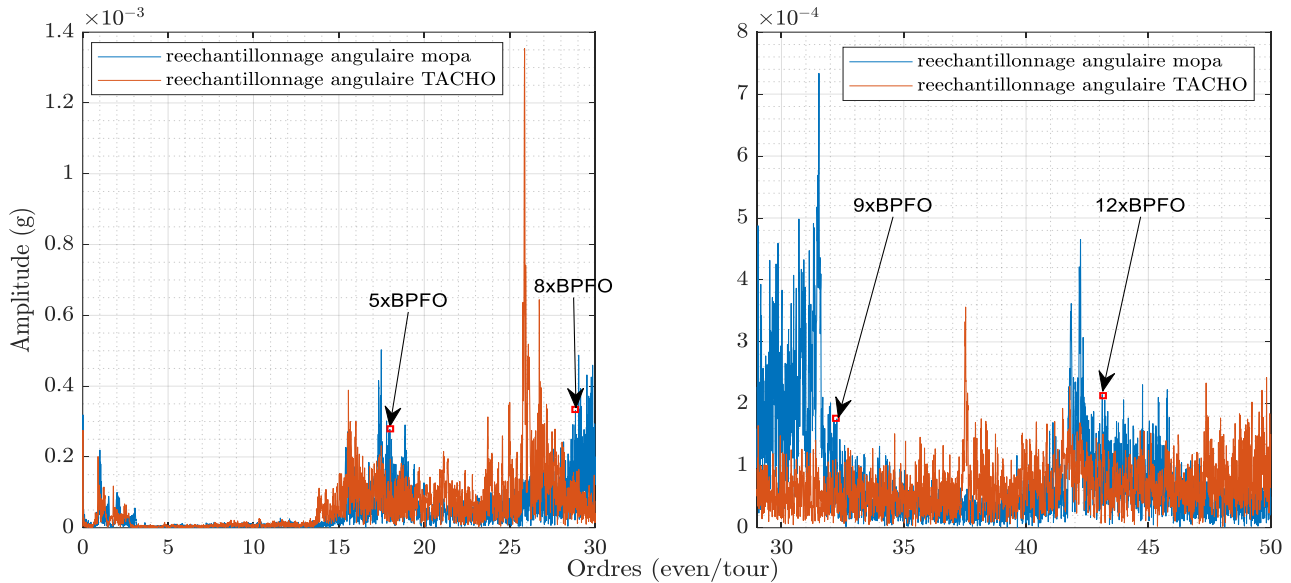 ×10⁻³
1.4
1.2
1
0.8
0.6
0.4
0.2
0
0 5 10 15 20 25 30
Amplitude (g)
reechantillonnage angulaire mopa
reechantillonnage angulaire TACHO
5xBPFO
8xBPFO
×10⁻⁴
8
7
6
5
4
3
2
1
0
30 35 40 45 50
reechantillonnage angulaire mopa
reechantillonnage angulaire TACHO
9xBPFO
12xBPFO
Ordres (even/tour)